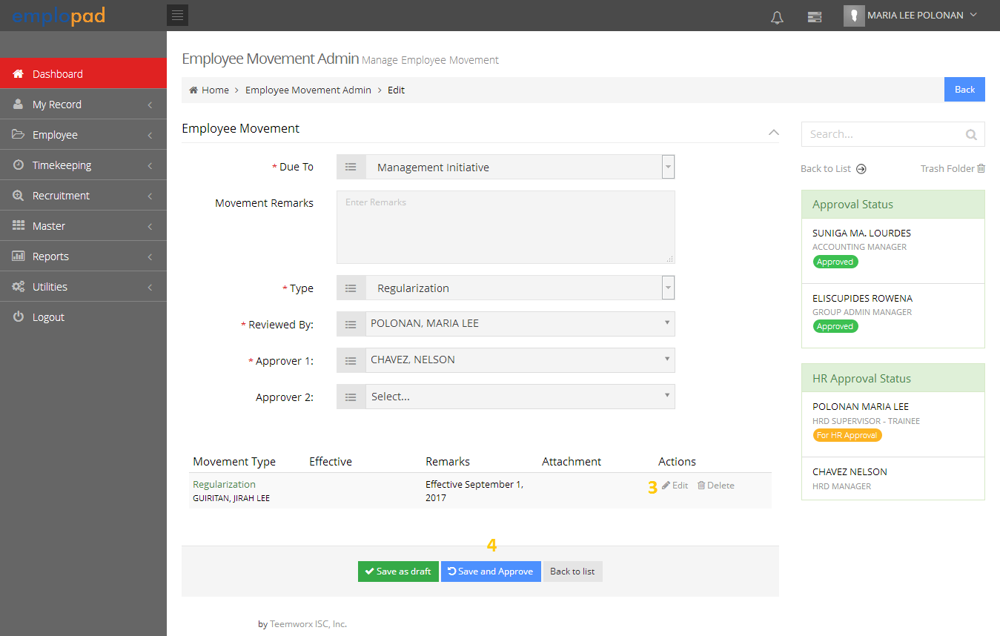 emplopad
MARIA LEE POLONAN
Dashboard
My Record
Employee
Timekeeping
Recruitment
Master
Reports
Utilities
Logout
Employee Movement Admin Manage Employee Movement
Home > Employee Movement Admin > Edit
Back
Employee Movement
* Due To
Management Initiative
Movement Remarks
Enter Remarks
* Type
Regularization
* Reviewed By:
POLONAN, MARIA LEE
* Approver 1:
CHAVEZ, NELSON
Approver 2:
Select...
Movement Type Effective Remarks Attachment Actions
Regularization
GUIRITAN, JIRAH LEE
Effective September 1,
2017
3 Edit Delete
4
Save as draft Save and Approve Back to list
by Teemworx ISC, Inc.
Search...
Back to List Trash Folder
Approval Status
SUNIGA MA. LOURDES
ACCOUNTING MANAGER
Approved
ELISCUPIDES ROWENA
GROUP ADMIN MANAGER
Approved
HR Approval Status
POLONAN MARIA LEE
HRD SUPERVISOR - TRAINEE
For HR Approval
CHAVEZ NELSON
HRD MANAGER